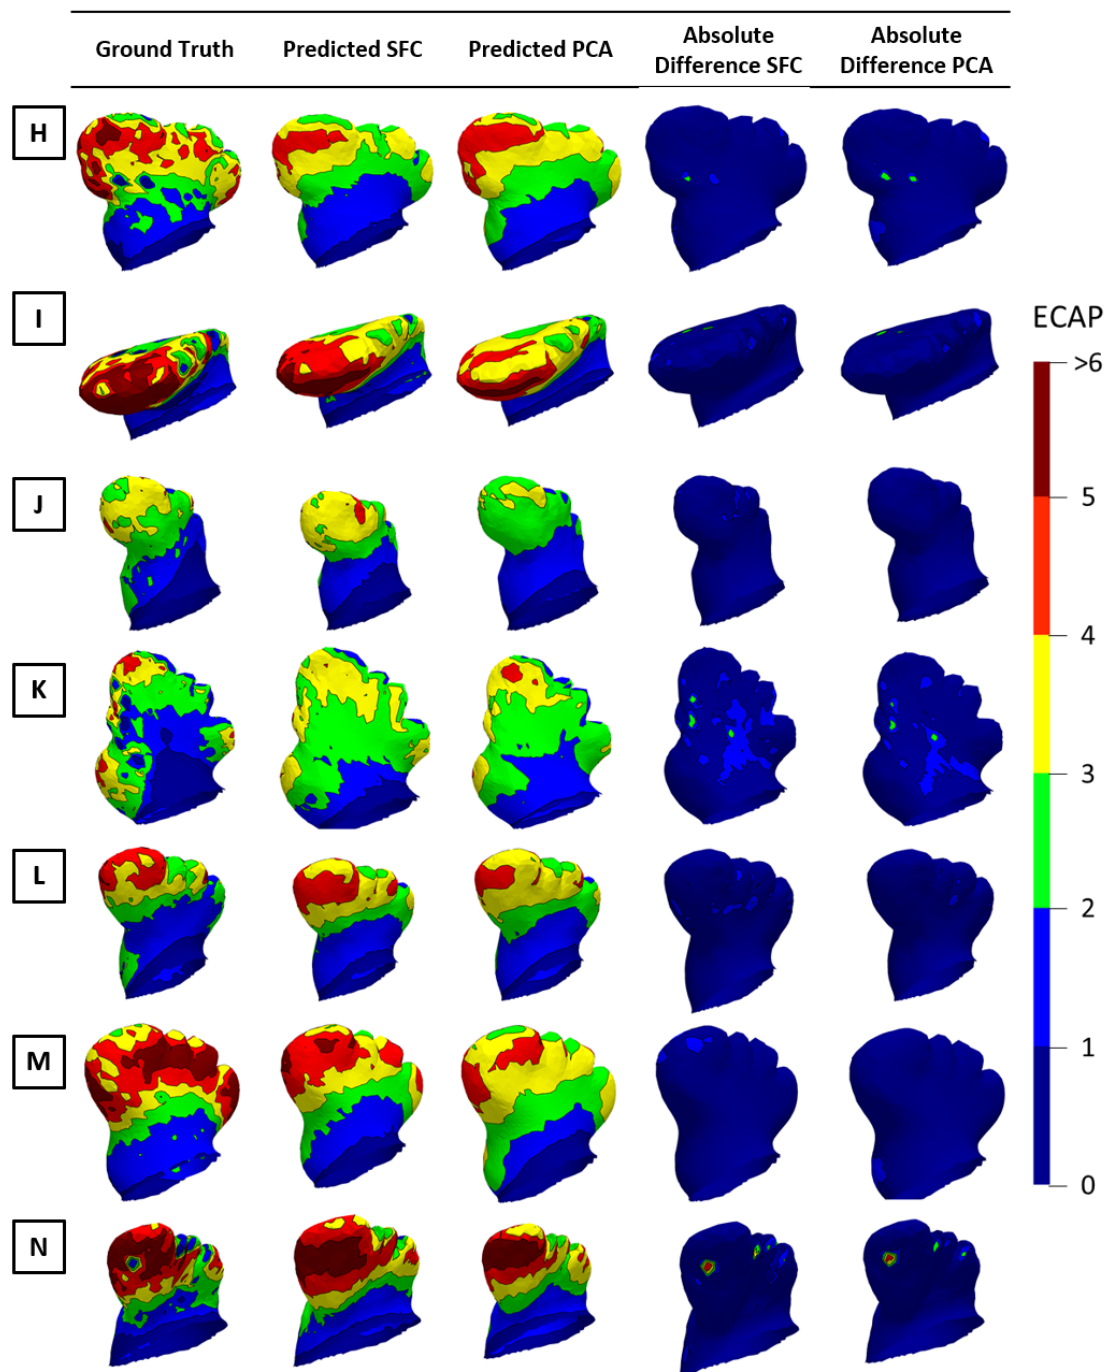 Ground Truth
Predicted SFC
Predicted PCA
Absolute
Difference SFC
Absolute
Difference PCA
H
I
J
K
L
M
N
ECAP
>6
5
4
3
2
1
0